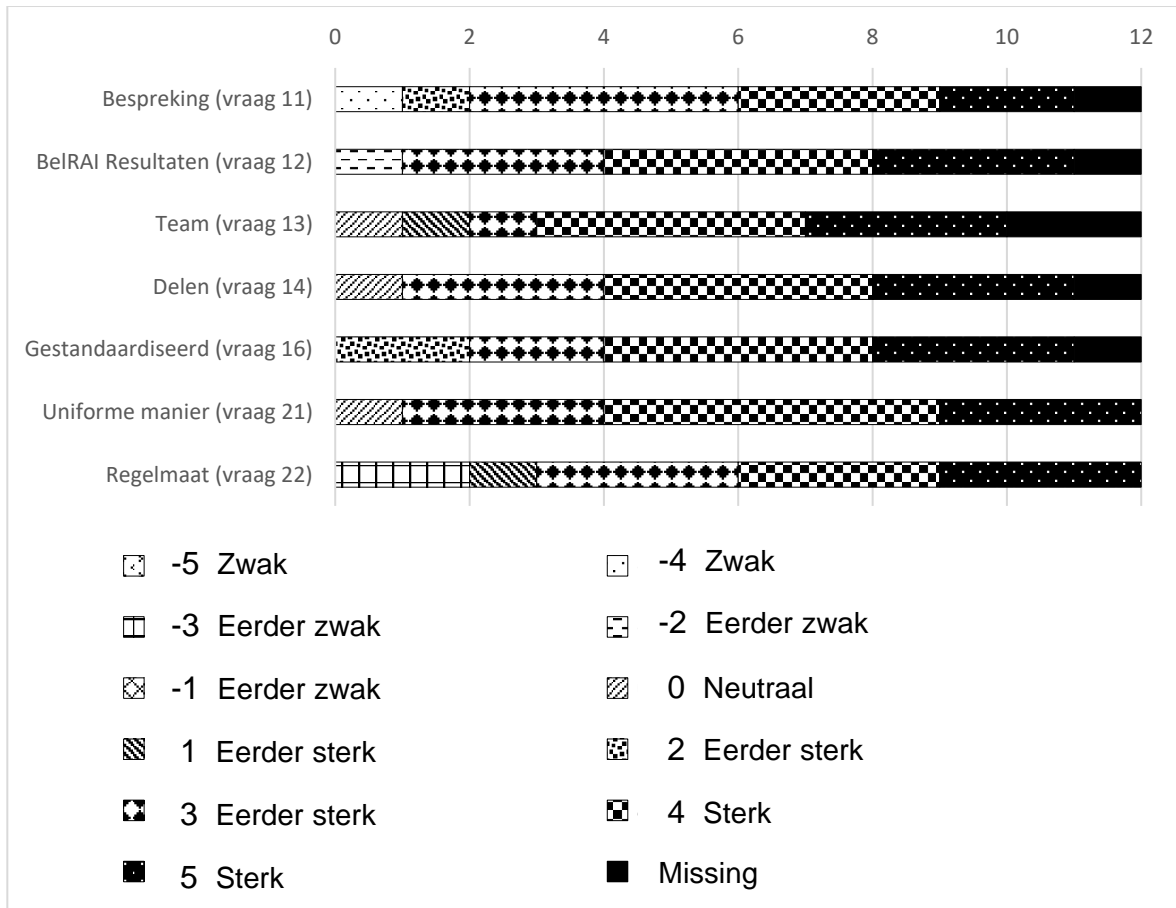 0 2 4 6 8 10 12
Bespreking (vraag 11)
BelRAI Resultaten (vraag 12)
Team (vraag 13)
Delen (vraag 14)
Gestandaardiseerd (vraag 16)
Uniforme manier (vraag 21)
Regelmaat (vraag 22)
-5 Zwak -4 Zwak
-3 Eerder zwak -2 Eerder zwak
-1 Eerder zwak 0 Neutraal
1 Eerder sterk 2 Eerder sterk
3 Eerder sterk 4 Sterk
5 Sterk Missing